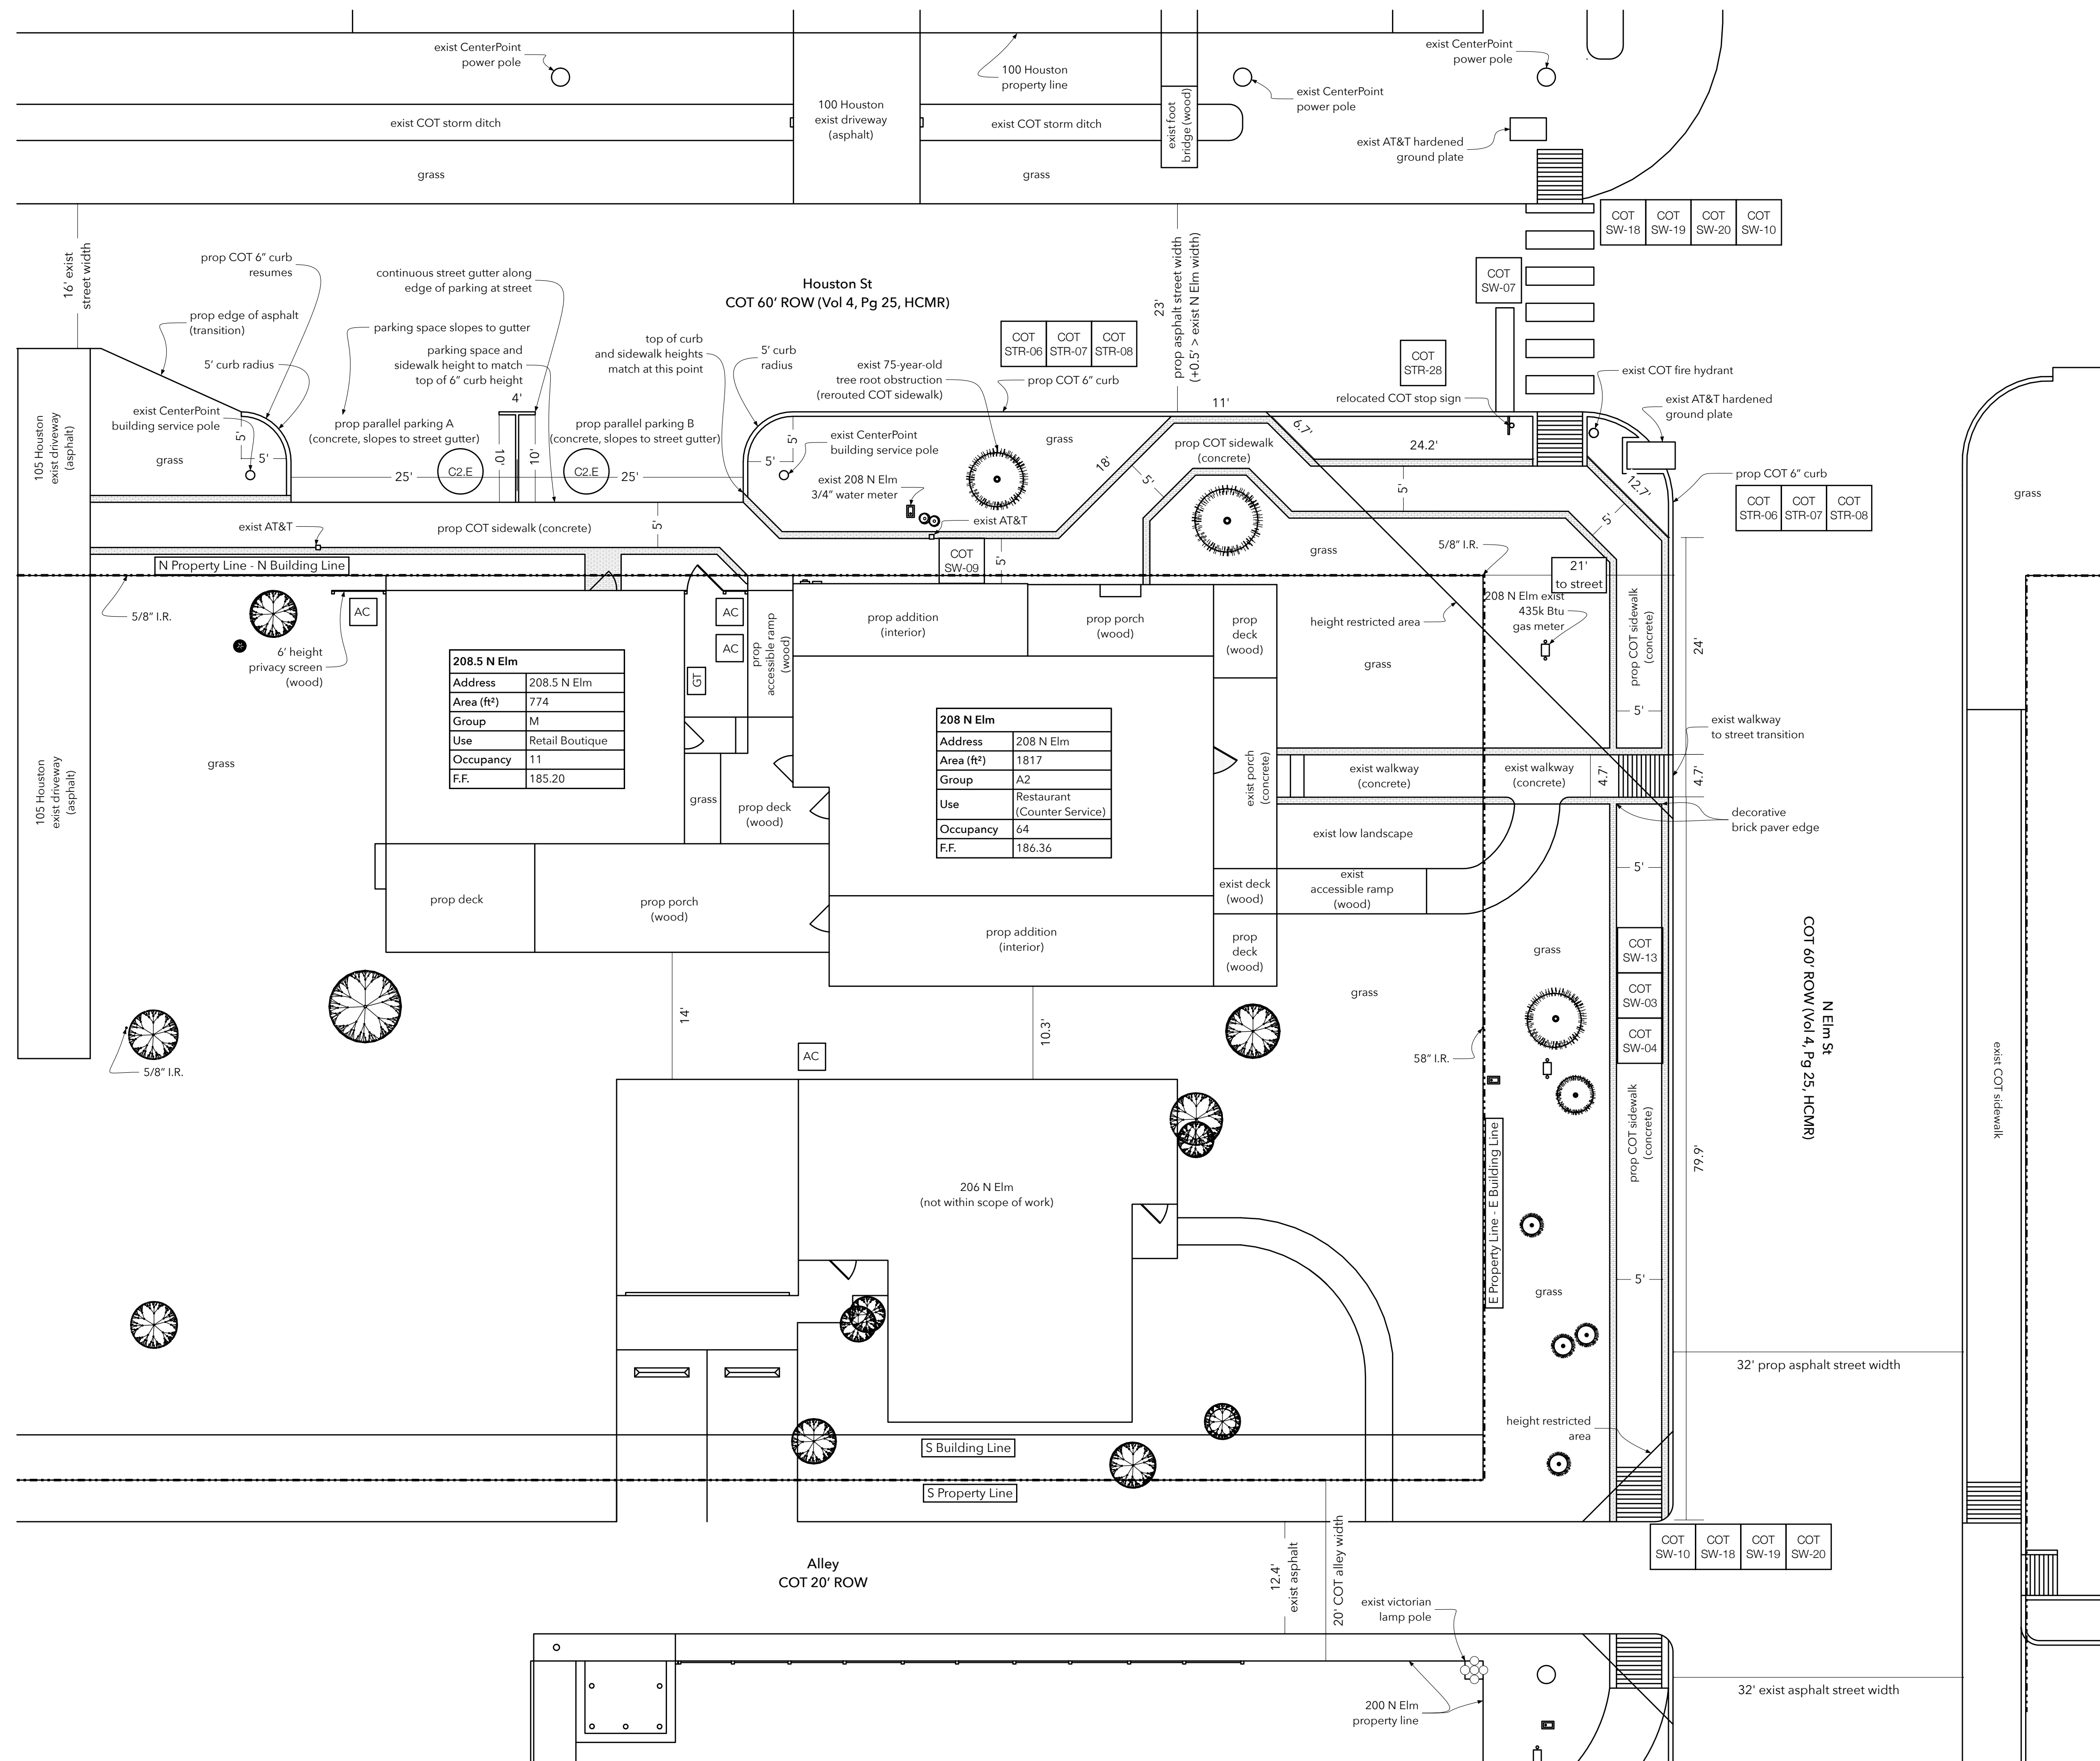 exist CenterPoint
power pole
100 Houston
property line
exist CenterPoint
power pole
exist CenterPoint
power pole
exist COT storm ditch
100 Houston
exist driveway
(asphalt)
exist COT storm ditch
exist foot
bridge (wood)
exist AT&T hardened
ground plate
grass
grass
COT
SW-18
COT
SW-19
COT
SW-20
COT
SW-10
16' exist
street width
prop COT 6” curb
resumes
continuous street gutter along
edge of parking at street
Houston St
COT 60’ ROW (Vol 4, Pg 25, HCMR)
23'
prop asphalt street width
(+0.5’ > exist N Elm width)
COT
SW-07
prop edge of asphalt
(transition)
parking space slopes to gutter
5’ curb radius
parking space and
sidewalk height to match
top of 6” curb height
top of curb
and sidewalk heights
match at this point
5’ curb
radius
COT
STR-06
COT
STR-07
COT
STR-08
exist 75-year-old
tree root obstruction
(rerouted COT sidewalk)
prop COT 6” curb
COT
STR-28
relocated COT stop sign
exist COT fire hydrant
exist AT&T hardened
ground plate
105 Houston
exist driveway
(asphalt)
exist CenterPoint
building service pole
grass
5'
5'
prop parallel parking A
(concrete, slopes to street gutter)
4'
10'
10'
prop parallel parking B
(concrete, slopes to street gutter)
25'
C2.E
C2.E
25'
5'
5'
exist CenterPoint
building service pole
exist 208 N Elm
3/4” water meter
grass
11'
18'
5'
prop COT sidewalk
(concrete)
6.7'
24.2'
5'
12.7'
5'
prop COT 6” curb
COT
STR-06
COT
STR-07
COT
STR-08
grass
exist AT&T
prop COT sidewalk (concrete)
5'
exist AT&T
COT
SW-09
5'
grass
5/8” I.R.
21'
to street
N Property Line - N Building Line
5/8” I.R.
6’ height
privacy screen
(wood)
AC
AC
AC
GT
prop
accessible ramp
(wood)
prop addition
(interior)
prop porch
(wood)
prop
deck
(wood)
height restricted area
grass
208 N Elm exist
435k Btu
gas meter
prop COT sidewalk
(concrete)
24'
5'
exist walkway
to street transition
208.5 N Elm
Address 208.5 N Elm
Area (ft²) 774
Group M
Use Retail Boutique
Occupancy 11
F.F. 185.20
208 N Elm
Address 208 N Elm
Area (ft²) 1817
Group A2
Use Restaurant
(Counter Service)
Occupancy 64
F.F. 186.36
105 Houston
exist driveway
(asphalt)
grass
grass
prop deck
(wood)
exist porch
(concrete)
exist walkway
(concrete)
exist walkway
(concrete)
4.7'
4.7'
decorative
brick paver edge
exist low landscape
5'
prop deck
prop porch
(wood)
exist deck
(wood)
exist
accessible ramp
(wood)
prop addition
(interior)
prop
deck
(wood)
grass
grass
COT
SW-13
COT
SW-03
COT
SW-04
N Elm St
COT 60’ ROW (Vol 4, Pg 25, HCMR)
14'
10.3'
AC
5/8” I.R.
58” I.R.
exist COT sidewalk
prop COT sidewalk
(concrete)
79.9'
206 N Elm
(not within scope of work)
E Property Line - E Building Line
grass
5'
32' prop asphalt street width
height restricted
area
S Building Line
S Property Line
Alley
COT 20’ ROW
12.4'
exist asphalt
20' COT alley width
COT
SW-10
COT
SW-18
COT
SW-19
COT
SW-20
exist victorian
lamp pole
200 N Elm
property line
32' exist asphalt street width